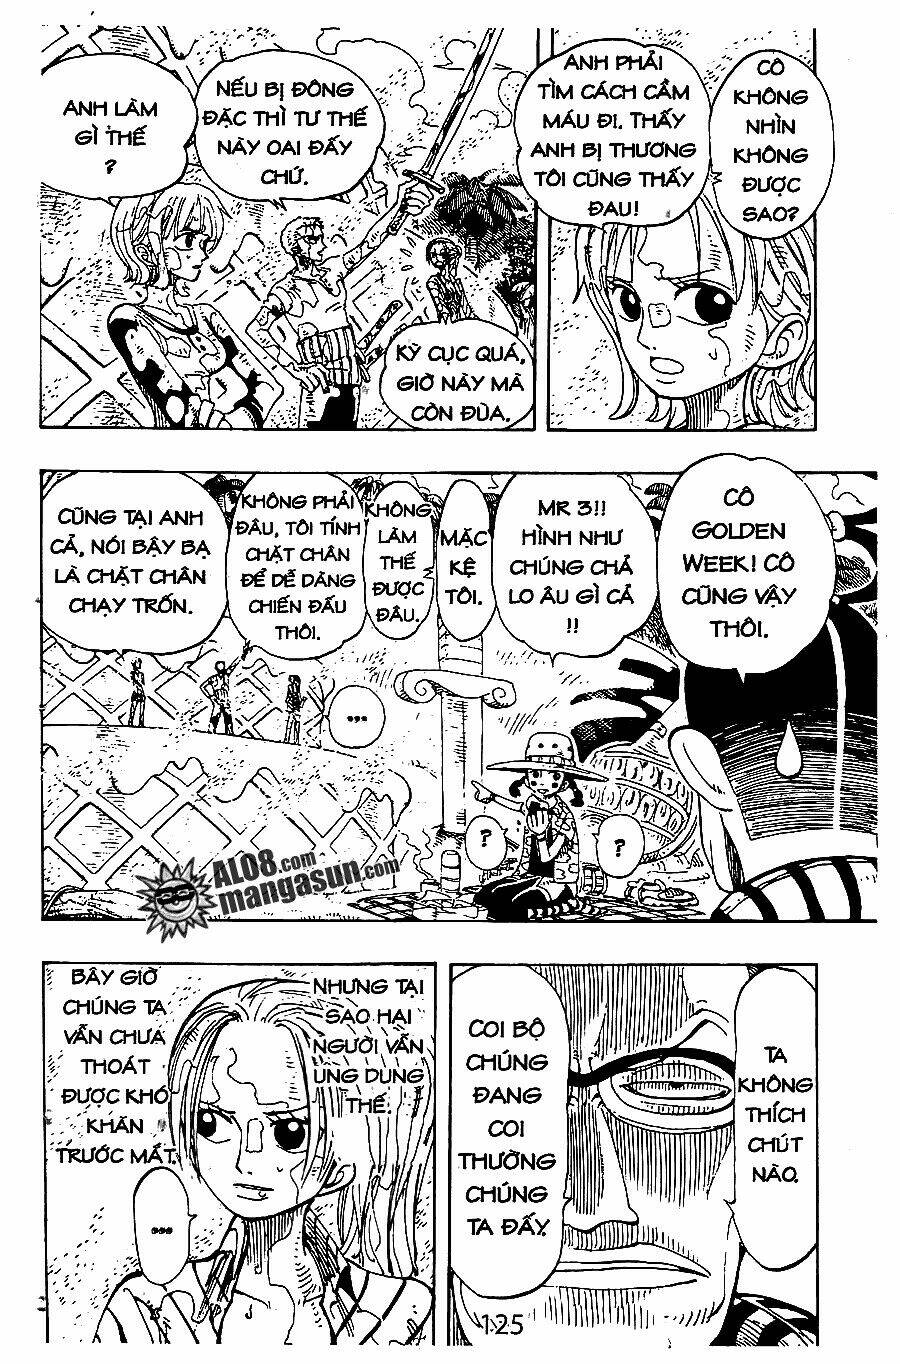 ANH LÀM
GÌ THẾ
?
NẾU BỊ ĐÔNG
ĐẶC THÌ TƯ THẾ
NÀY OAI ĐẤY
CHỨ.
KỲ CỤC QUÁ,
GIỜ NÀY MÀ
CÒN ĐÙA.
ANH PHẢI
TÌM CÁCH CẦM
MÁU ĐI. THẤY
ANH BỊ THƯƠNG
TÔI CŨNG THẤY
ĐAU!
CÔ
KHÔNG
NHÌN
KHÔNG
ĐƯỢC
SAO?
CŨNG TẠI ANH
CẢ, NÓI BẬY BẠ
LÀ CHẶT CHÂN
CHẠY TRỐN.
KHÔNG PHẢI
ĐÂU, TÔI TÍNH
CHẶT CHÂN
ĐỂ DỄ DÀNG
CHIẾN ĐẤU
THÔI.
KHÔNG
LÀM
THẾ
ĐƯỢC
ĐÂU.
MẶC
KỆ
TÔI.
MR 3!!
HÌNH NHƯ
CHÚNG CHẢ
LO ÂU GÌ CẢ
!!
CÔ
GOLDEN
WEEK! CÔ
CŨNG VẬY
THÔI.
...
?
?
ALO8.com
mangasun.com
BÂY GIỜ
CHÚNG TA
VẪN CHƯA
THOÁT
ĐƯỢC KHÓ
KHĂN
TRƯỚC MẮT.
NHƯNG TẠI
SAO HAI
NGƯỜI VẪN
UNG DUNG
THẾ.
...
COI BỘ
CHÚNG
ĐANG
COI
THƯỜNG
CHÚNG
TA ĐẤY.
TA
KHÔNG
THÍCH
CHÚT
NÀO.
125